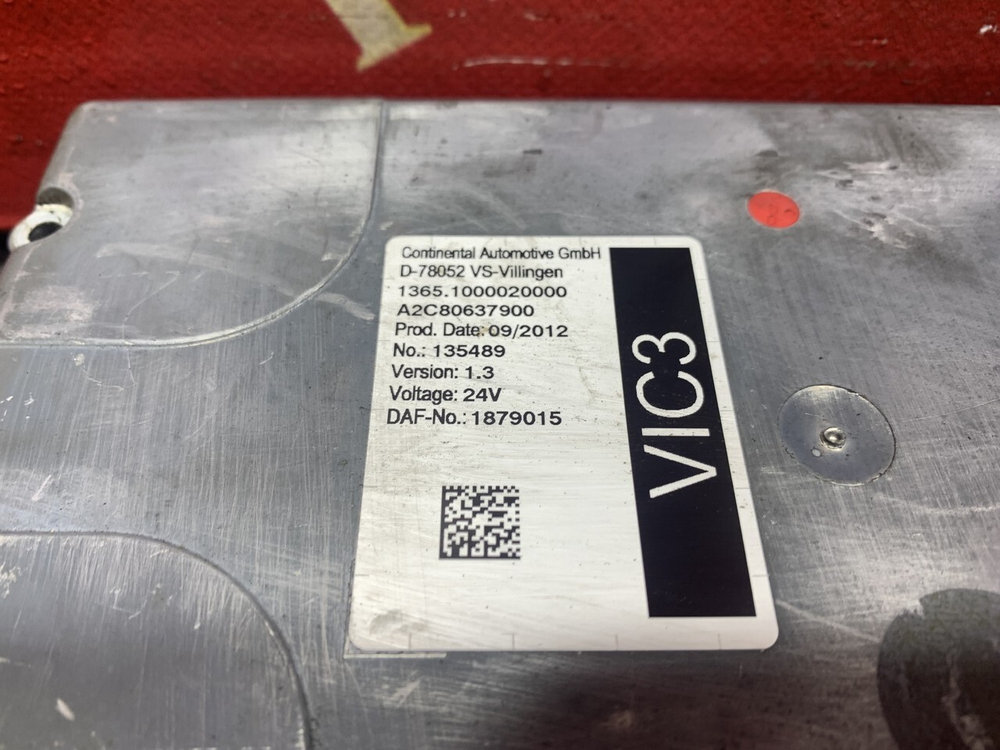 Continental Automotive GmbH
D-78052 VS-Villingen
1365.1000020000
A2C80637900
Prod. Date: 09/2012
No.: 135489
Version: 1.3
Voltage: 24V
DAF-No.: 1879015
VIC3